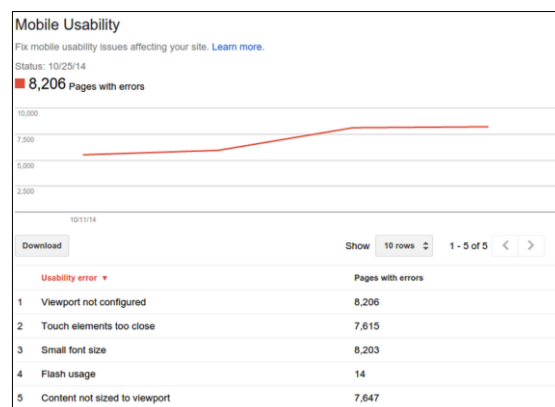 Mobile Usability
Fix mobile usability issues affecting your site. Learn more.
Status: 10/25/14
8,206 Pages with errors
10,000
7,500
5,000
2,500
10/11/14
Download Show 10 rows 1 - 5 of 5
Usability error ▼ Pages with errors
1 Viewport not configured 8,206
2 Touch elements too close 7,615
3 Small font size 8,203
4 Flash usage 14
5 Content not sized to viewport 7,647